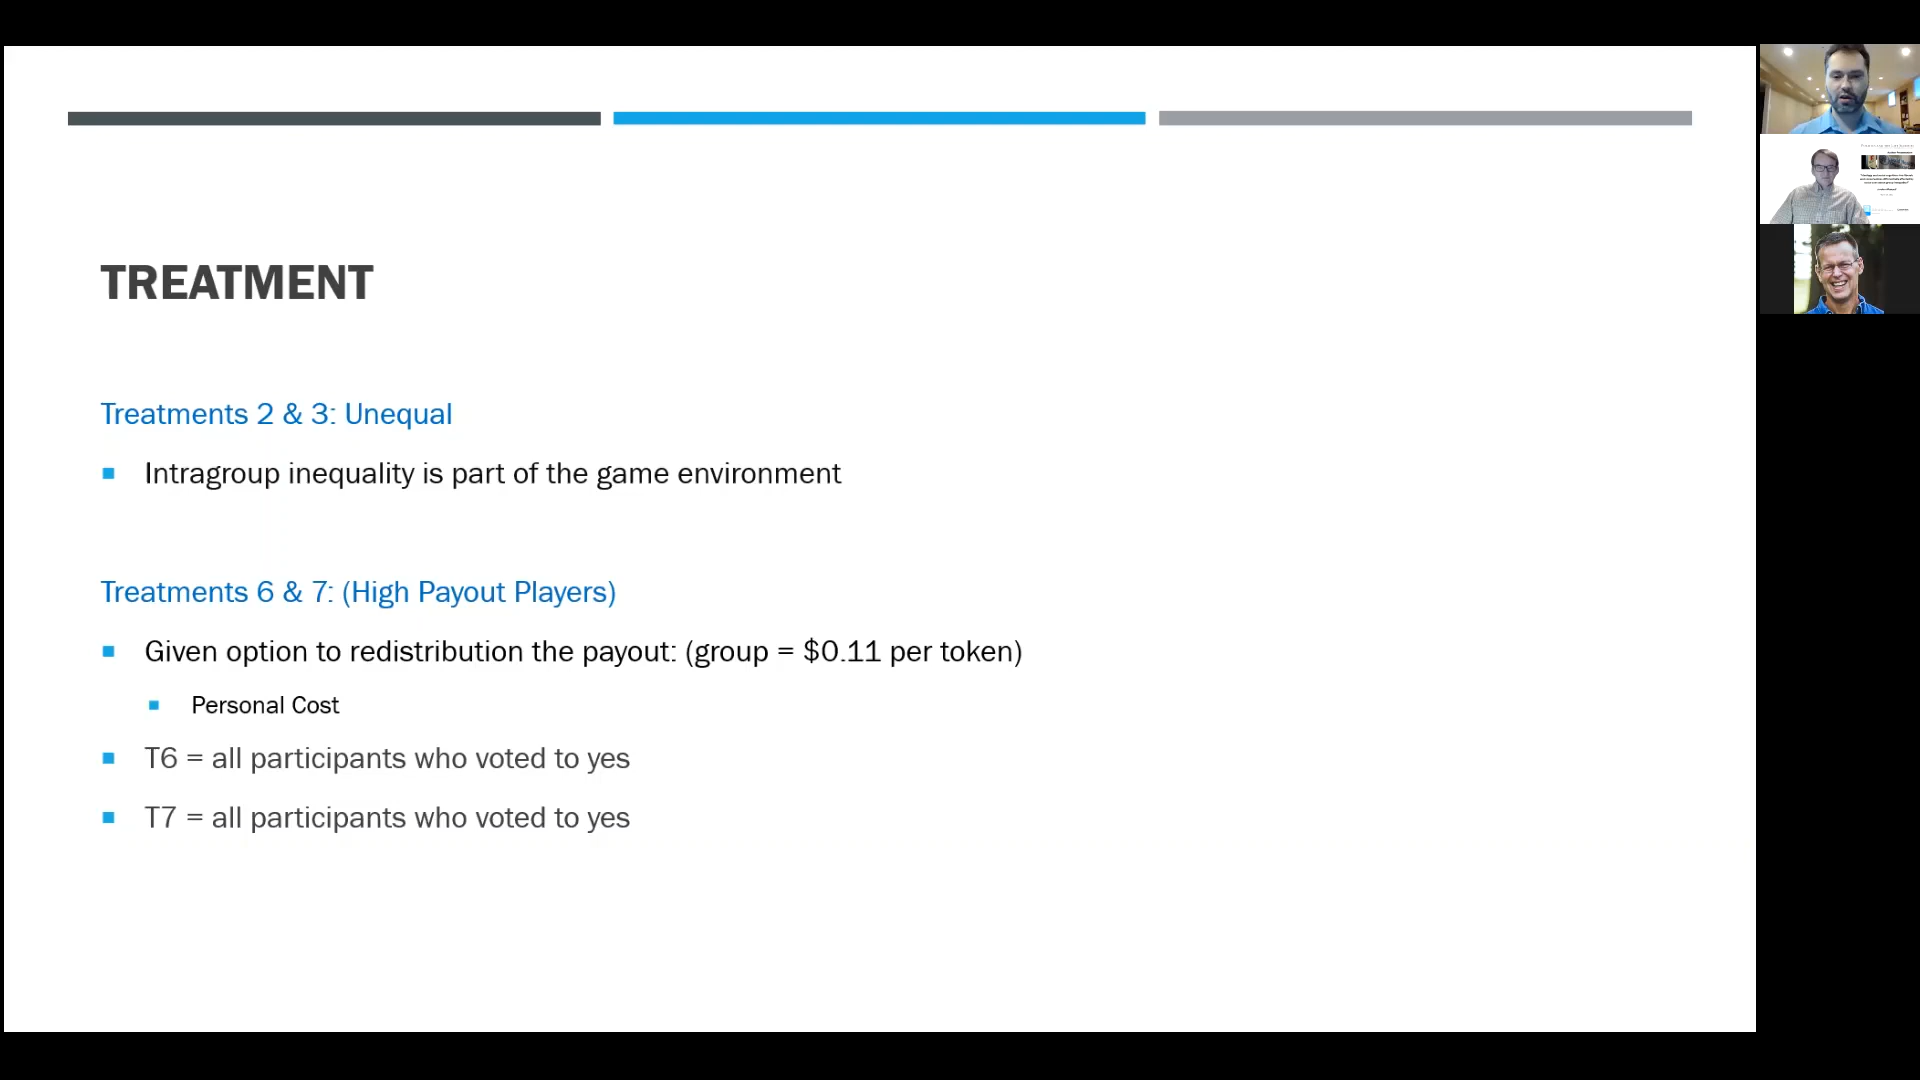 TREATMENT
Treatments 2 & 3: Unequal
Intragroup inequality is part of the game environment
Treatments 6 & 7: (High Payout Players)
Given option to redistribution the payout: (group = $0.11 per token)
Personal Cost
T6 = all participants who voted to yes
T7 = all participants who voted to yes